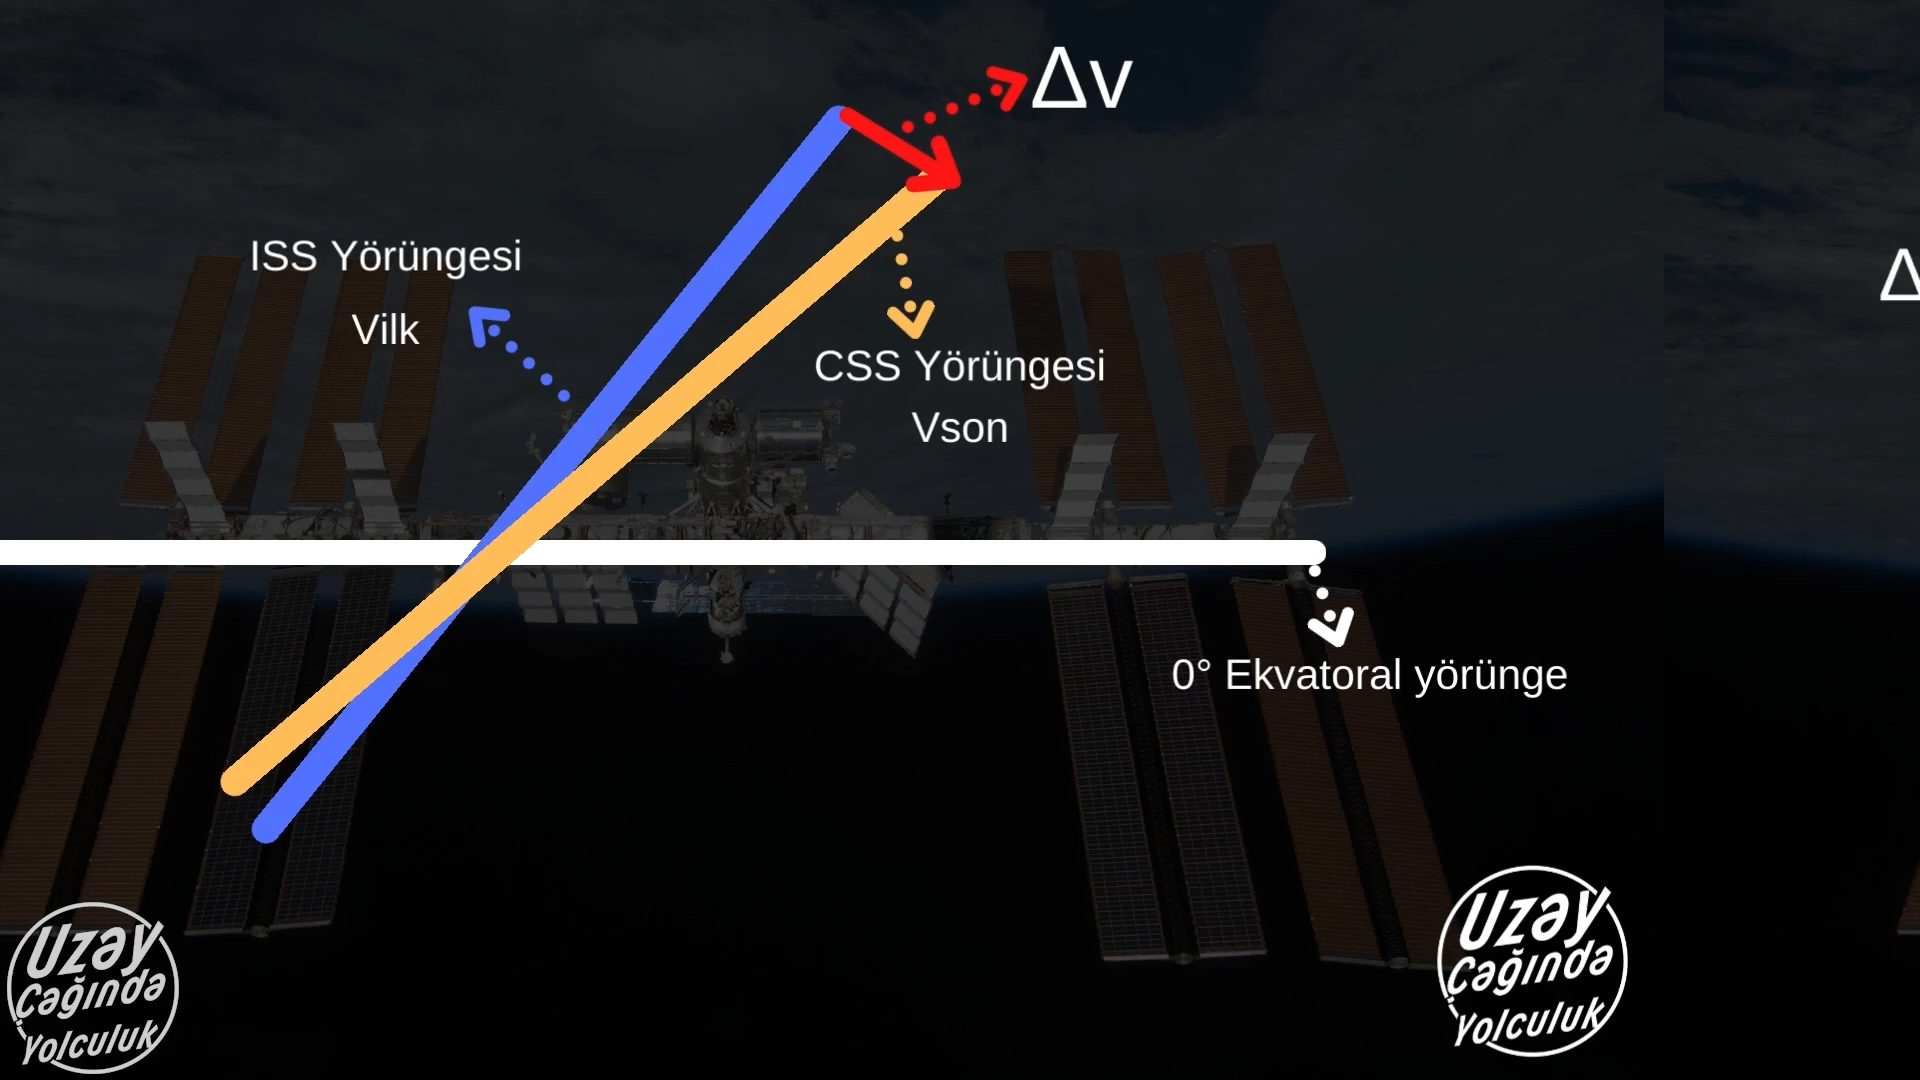 Δv
ISS Yörüngesi
Vilk
Δ
CSS Yörüngesi
Vson
0° Ekvatoral yörünge
Uzay
Çağında
Yolculuk
Uzay
Çağında
Yolculuk